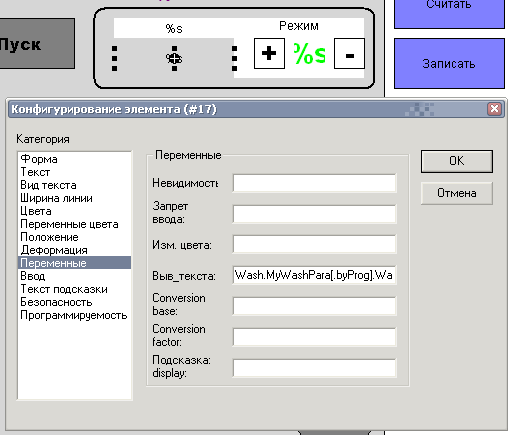 Считать
%s
Режим
Пуск
+
%s
-
%s
Записать
Конфигурирование элемента (#17)
Категория
Форма
Текст
Вид текста
Ширина линии
Цвета
Переменные цвета
Положение
Деформация
Переменные
Ввод
Текст подсказки
Безопасность
Программируемость
Переменные
Невидимость
Запрет
ввода:
Изм. цвета:
Выв_текста:
Wash.MyWashPara[.byProg].Wa
Conversion
base:
Conversion
factor:
Подсказка:
display:
OK
Отмена